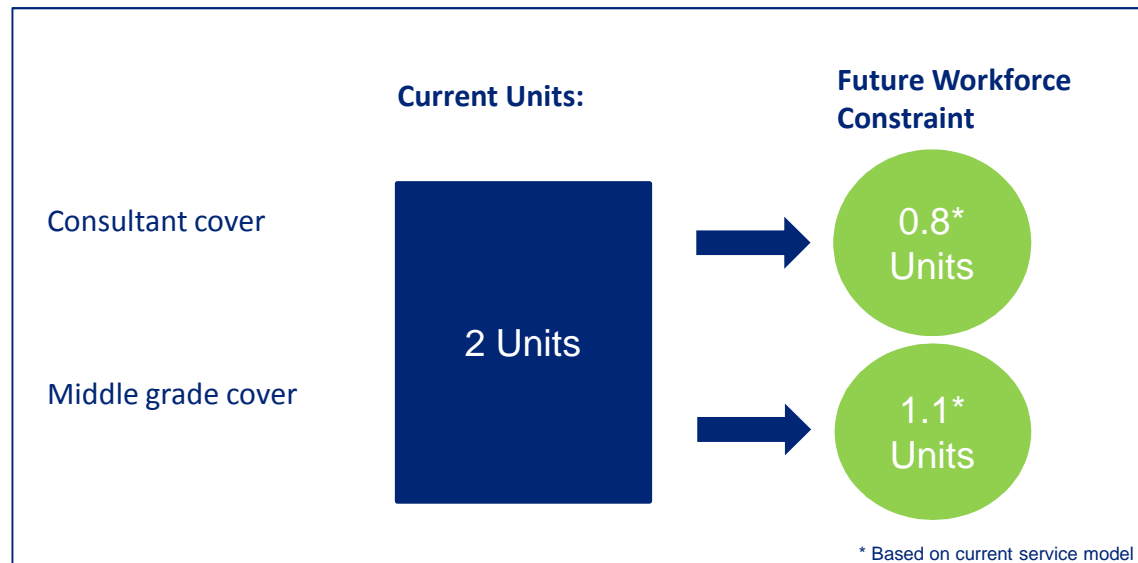 Current Units:
Future Workforce
Constraint
Consultant cover
0.8*
Units
2 Units
Middle grade cover
1.1*
Units
* Based on current service model